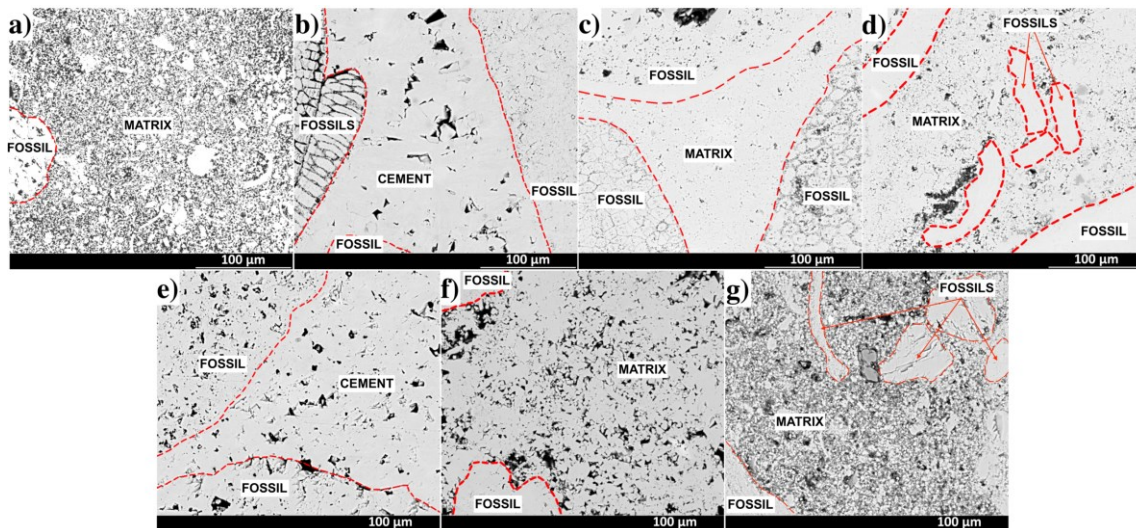 a)
MATRIX
FOSSIL
100 µm
b)
FOSSILS
CEMENT
FOSSIL
FOSSIL
100 µm
c)
FOSSIL
MATRIX
FOSSIL
FOSSIL
100 µm
d)
FOSSILS
FOSSIL
MATRIX
FOSSIL
100 µm
e)
FOSSIL
CEMENT
FOSSIL
100 µm
f)
FOSSIL
MATRIX
FOSSIL
100 µm
g)
FOSSILS
MATRIX
FOSSIL
100 µm